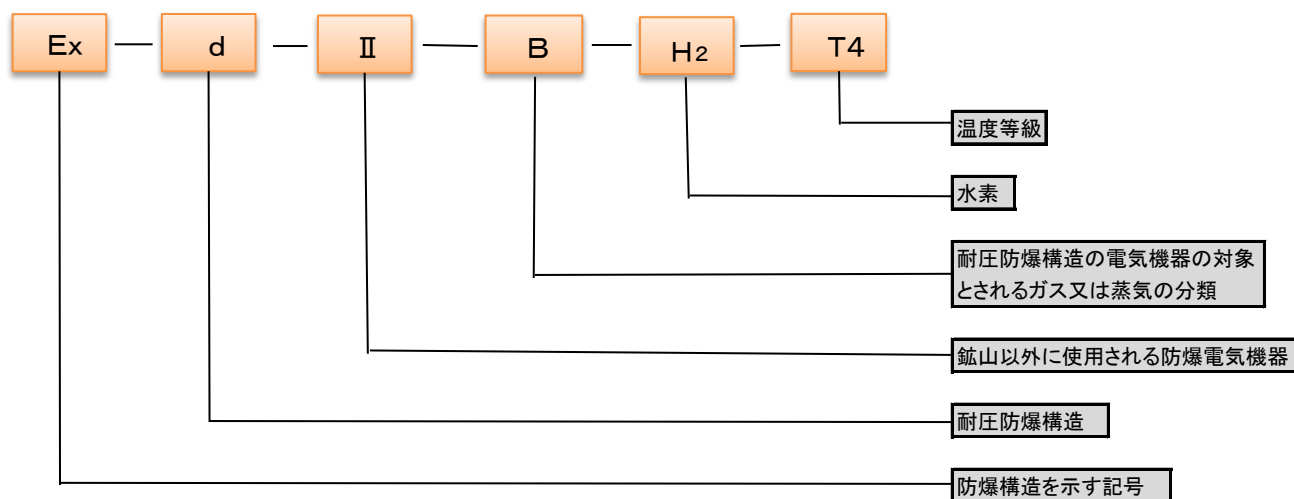 Ex — d — Ⅱ — B — H2 — T4
温度等級
水素
耐圧防爆構造の電気機器の対象
とされるガス又は蒸気の分類
鉱山以外に使用される防爆電気機器
耐圧防爆構造
防爆構造を示す記号